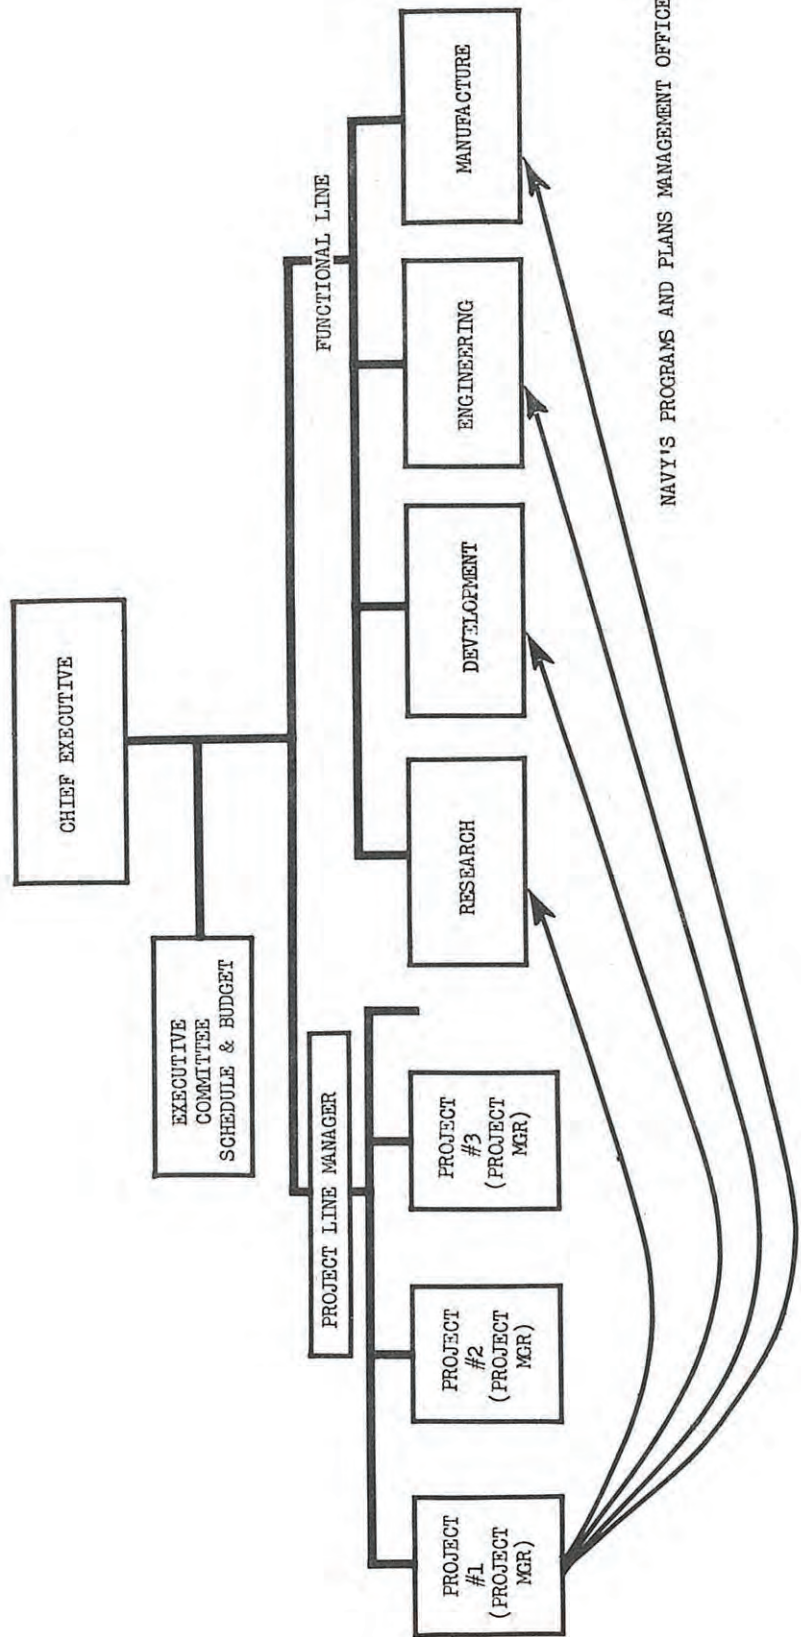 CHIEF EXECUTIVE
EXECUTIVE
COMMITTEE
SCHEDULE & BUDGET
PROJECT LINE MANAGER
FUNCTIONAL LINE
PROJECT
#1
(PROJECT
MGR)
PROJECT
#2
(PROJECT
MGR)
PROJECT
#3
(PROJECT
MGR)
RESEARCH
DEVELOPMENT
ENGINEERING
MANUFACTURE
NAVY'S PROGRAMS AND PLANS MANAGEMENT OFFICE